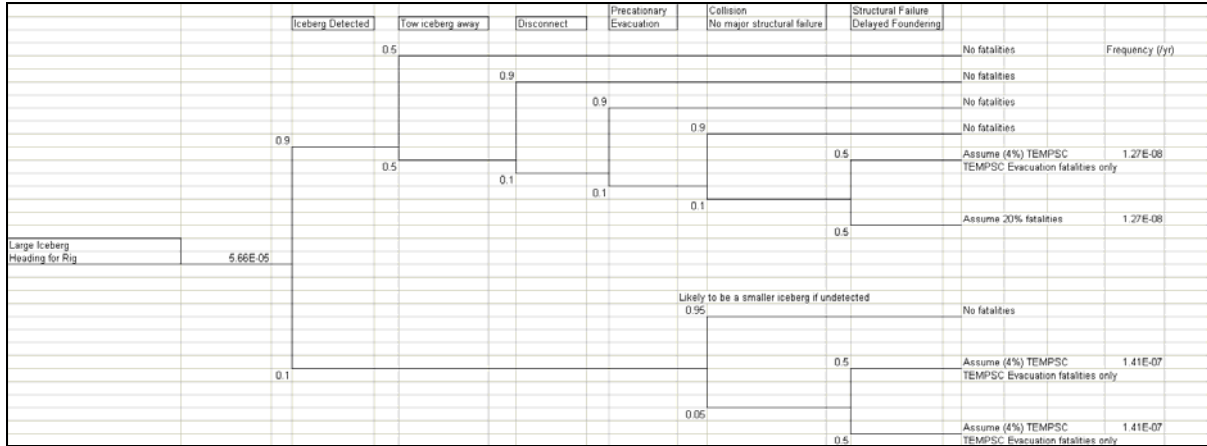 Precationary Collision Structural Failure
Iceberg Detected Tow iceberg away Disconnect Evacuation No major structural failure Delayed Foundering
0.5 No fatalities Frequency (/yr)
0.9 No fatalities
0.9 No fatalities
0.9 No fatalities
0.9
0.5 Assume (4%) TEMPSC 1.27E-08
0.5 TEMPSC Evacuation fatalities only
0.1
0.1
0.1
Assume 20% fatalities 1.27E-08
0.5
Large Iceberg
Heading for Rig 5.66E-05
Likely to be a smaller iceberg if undetected
0.95 No fatalities
0.5 Assume (4%) TEMPSC 1.41E-07
0.1 TEMPSC Evacuation fatalities only
0.05
Assume (4%) TEMPSC 1.41E-07
0.5 TEMPSC Evacuation fatalities only